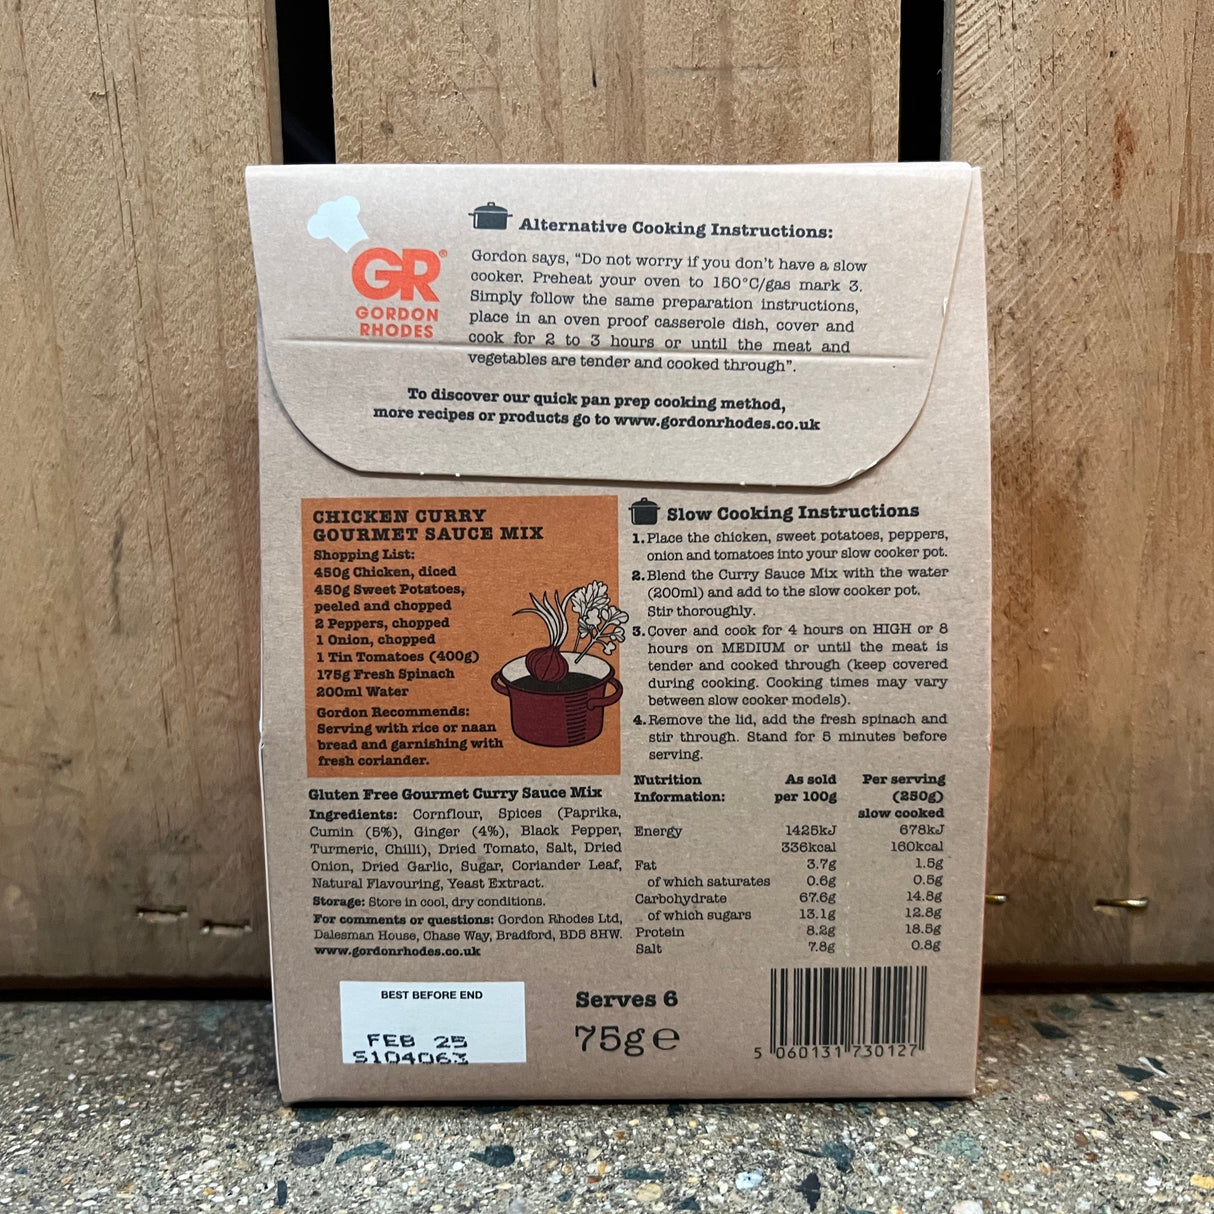 GR®
GORDON
RHODES
Alternative Cooking Instructions:
Gordon says, “Do not worry if you don’t have a slow
cooker. Preheat your oven to 150°C/gas mark 3.
Simply follow the same preparation instructions,
place in an oven proof casserole dish, cover and
cook for 2 to 3 hours or until the meat and
vegetables are tender and cooked through”.
To discover our quick pan prep cooking method,
more recipes or products go to www.gordonrhodes.co.uk
CHICKEN CURRY
GOURMET SAUCE MIX
Shopping List:
450g Chicken, diced
450g Sweet Potatoes,
peeled and chopped
2 Peppers, chopped
1 Onion, chopped
1 Tin Tomatoes (400g)
175g Fresh Spinach
200ml Water
Gordon Recommends:
Serving with rice or naan
bread and garnishing with
fresh coriander.
Gluten Free Gourmet Curry Sauce Mix
Ingredients: Cornflour, Spices (Paprika,
Cumin (5%), Ginger (4%), Black Pepper,
Turmeric, Chilli), Dried Tomato, Salt, Dried
Onion, Dried Garlic, Sugar, Coriander Leaf,
Natural Flavouring, Yeast Extract.
Storage: Store in cool, dry conditions.
For comments or questions: Gordon Rhodes Ltd,
Dalesman House, Chase Way, Bradford, BD5 8HW.
www.gordonrhodes.co.uk
Slow Cooking Instructions
1. Place the chicken, sweet potatoes, peppers,
onion and tomatoes into your slow cooker pot.
2. Blend the Curry Sauce Mix with the water
(200ml) and add to the slow cooker pot.
Stir thoroughly.
3. Cover and cook for 4 hours on HIGH or 8
hours on MEDIUM or until the meat is
tender and cooked through (keep covered
during cooking. Cooking times may vary
between slow cooker models).
4. Remove the lid, add the fresh spinach and
stir through. Stand for 5 minutes before
serving.
Nutrition As sold Per serving
Information: per 100g (250g)
slow cooked
Energy 1425kJ 678kJ
336kcal 160kcal
Fat 3.7g 1.5g
of which saturates 0.6g 0.5g
Carbohydrate 67.6g 14.8g
of which sugars 13.1g 12.8g
Protein 8.2g 18.5g
Salt 7.8g 0.8g
BEST BEFORE END
FEB 25
S104063
Serves 6
75g e
5 060131 730127